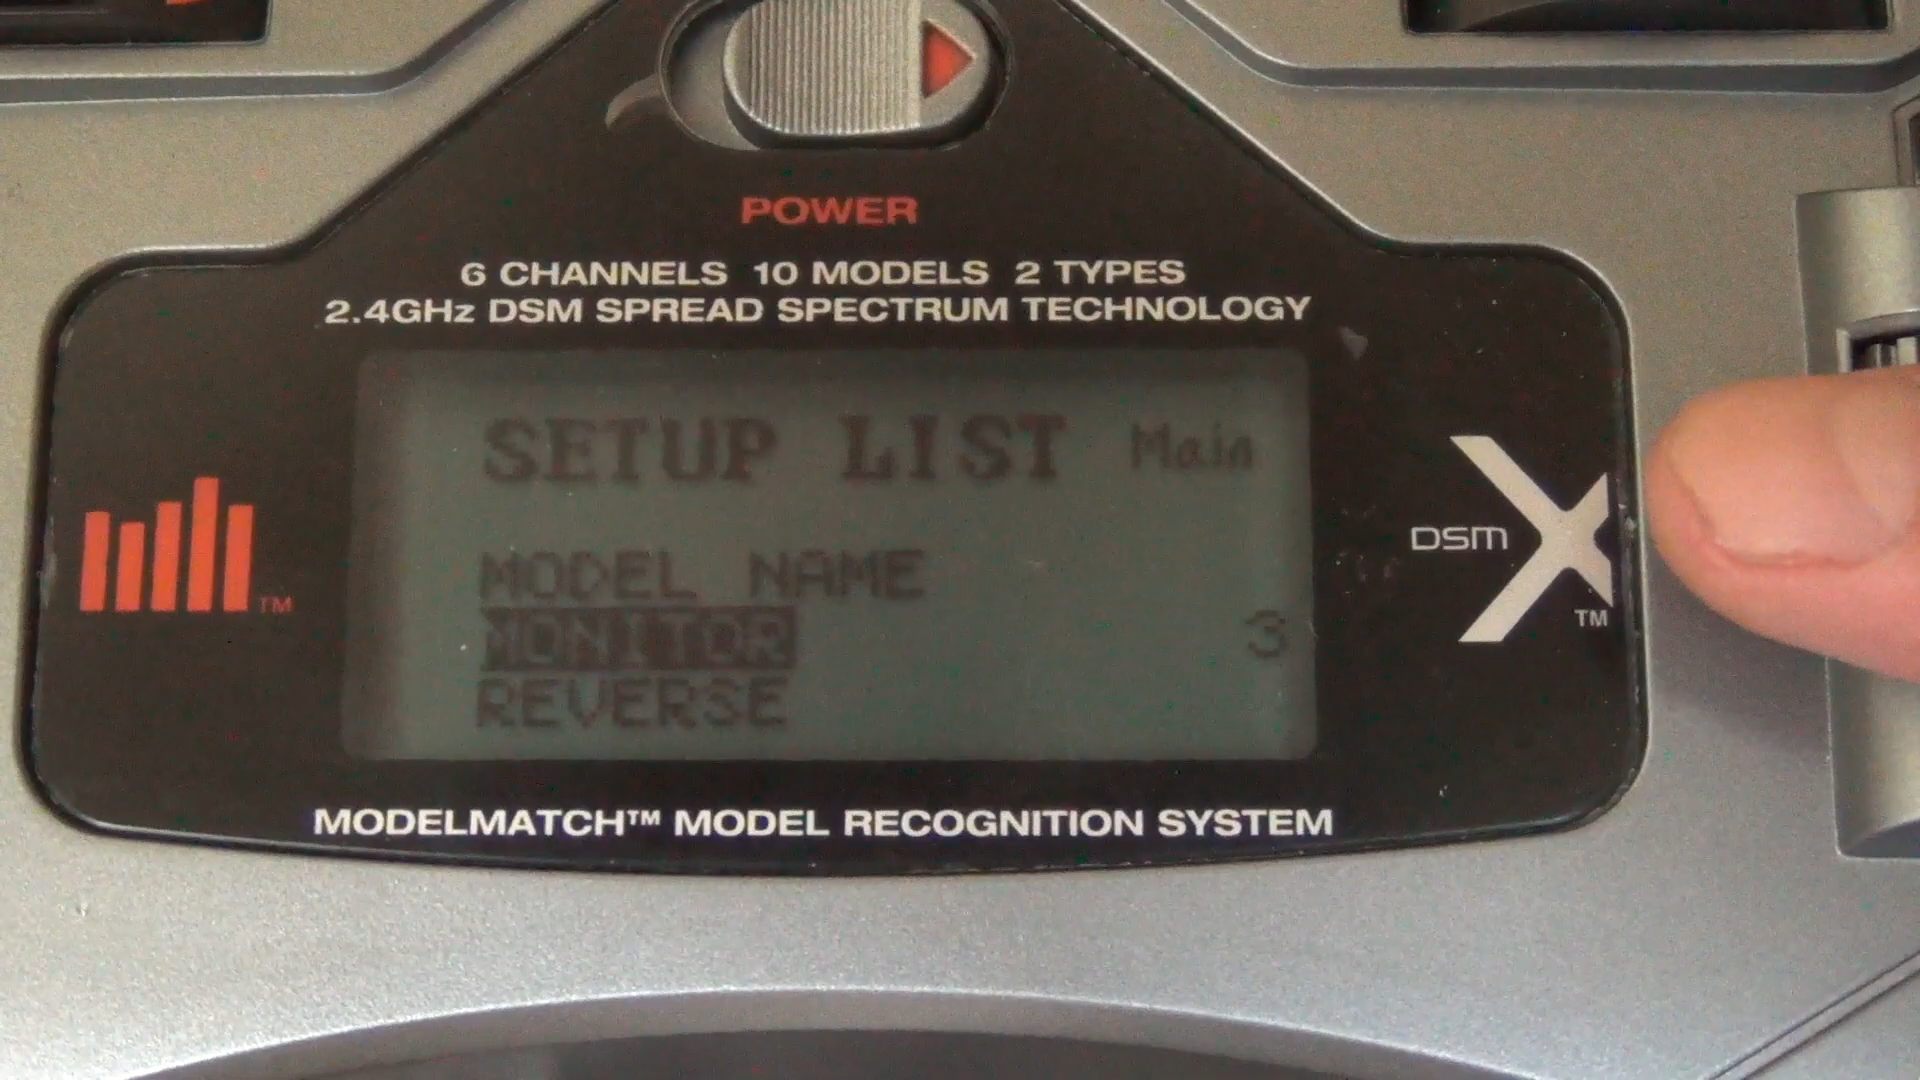 POWER
6 CHANNELS 10 MODELS 2 TYPES
2.4GHz DSM SPREAD SPECTRUM TECHNOLOGY
SETUP LIST Main
MODEL NAME
MONITOR 3
REVERSE
TM
DSM X TM
MODELMATCH™ MODEL RECOGNITION SYSTEM